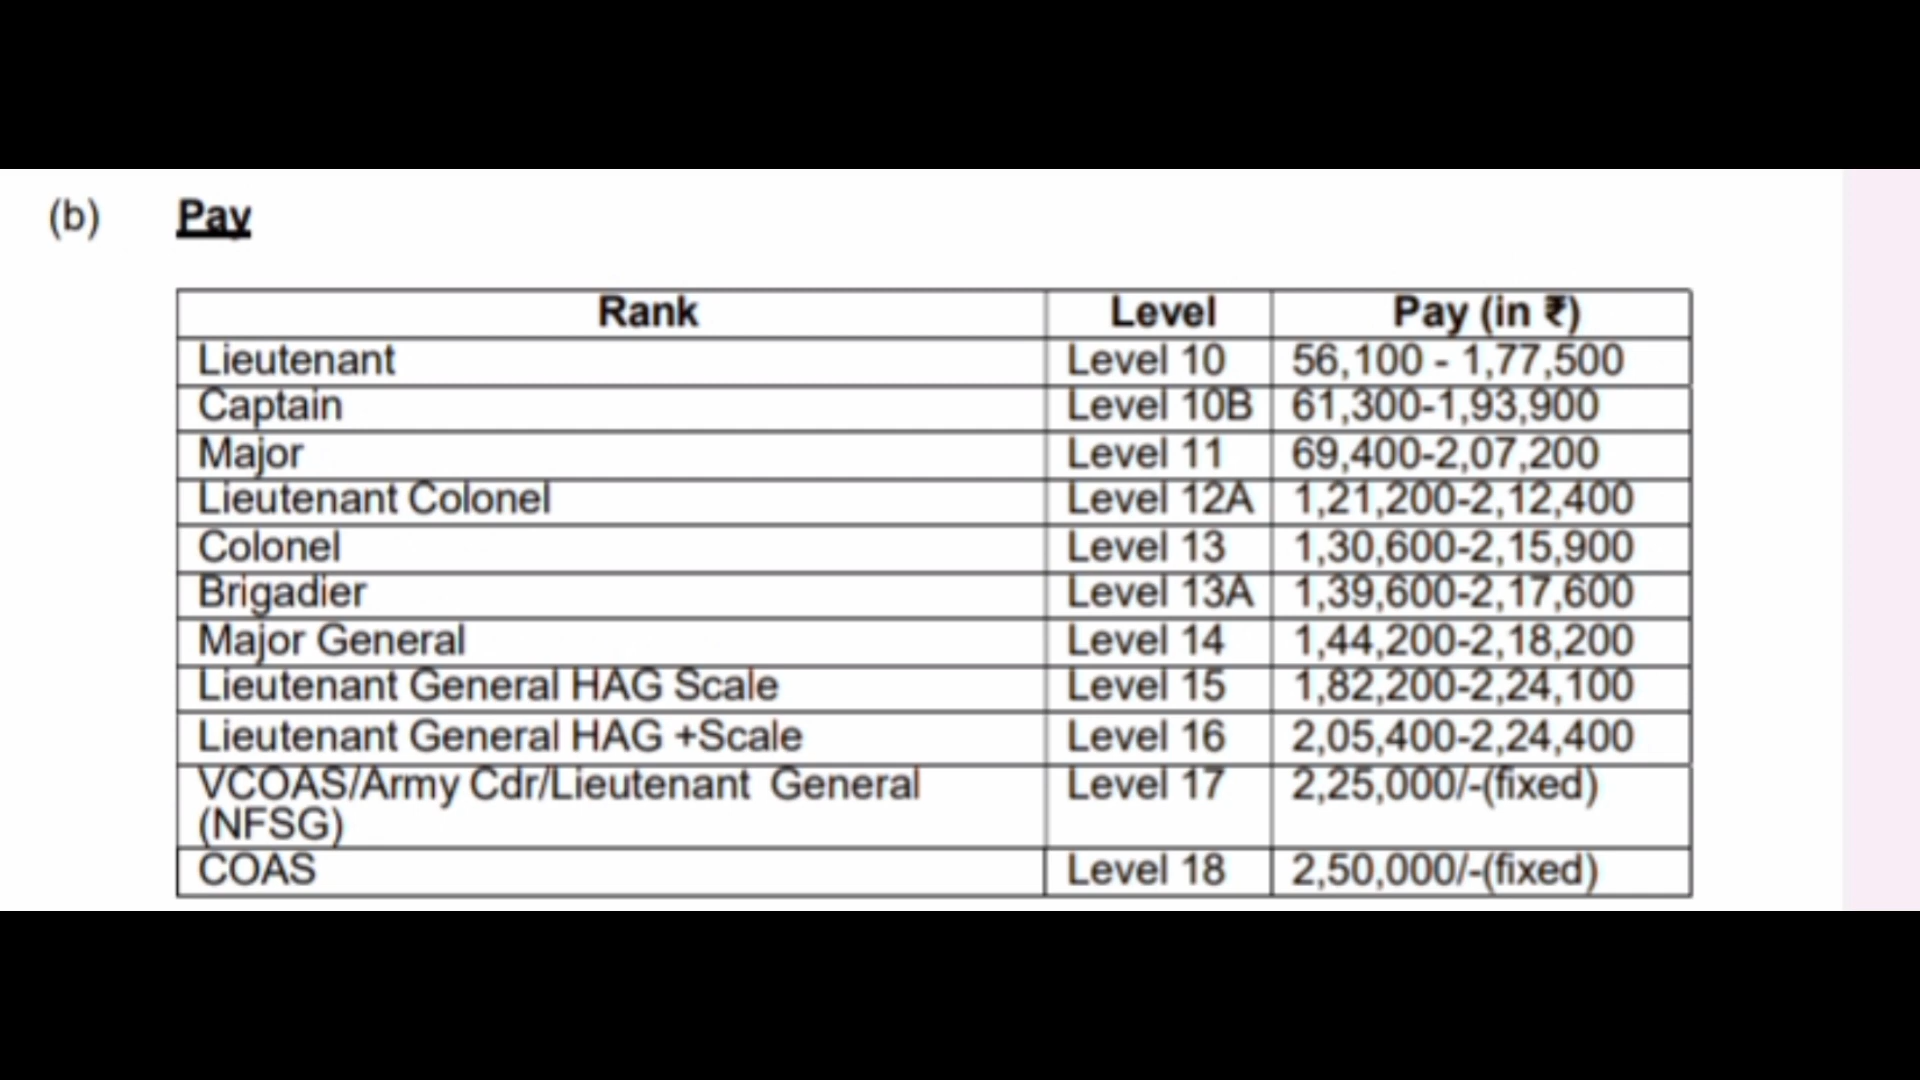 (b) Pay
Rank Level Pay (in ₹)
Lieutenant Level 10 56,100 - 1,77,500
Captain Level 10B 61,300-1,93,900
Major Level 11 69,400-2,07,200
Lieutenant Colonel Level 12A 1,21,200-2,12,400
Colonel Level 13 1,30,600-2,15,900
Brigadier Level 13A 1,39,600-2,17,600
Major General Level 14 1,44,200-2,18,200
Lieutenant General HAG Scale Level 15 1,82,200-2,24,100
Lieutenant General HAG +Scale Level 16 2,05,400-2,24,400
VCOAS/Army Cdr/Lieutenant General Level 17 2,25,000/-(fixed)
(NFSG)
COAS Level 18 2,50,000/-(fixed)